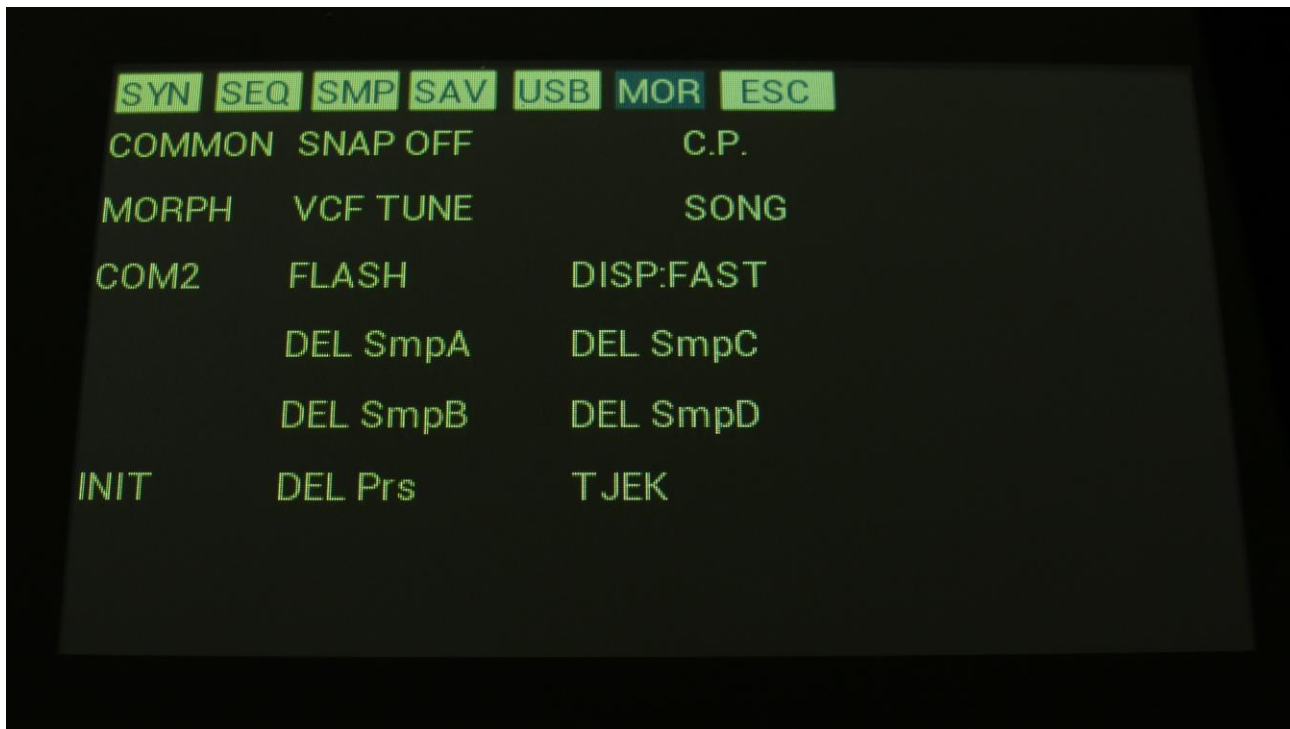 SYN SEQ SMP SAV USB MOR ESC
COMMON SNAP OFF C.P.
MORPH VCF TUNE SONG
COM2 FLASH DISP:FAST
DEL SmpA DEL SmpC
DEL SmpB DEL SmpD
INIT DEL Prs TJEK